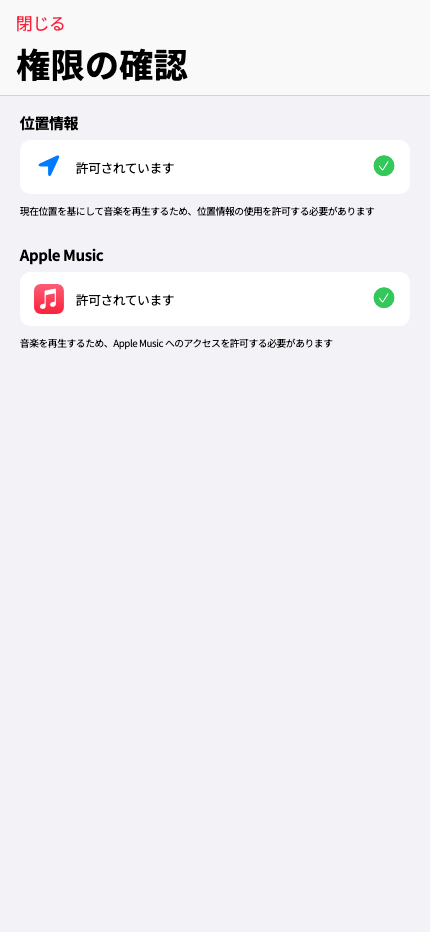 閉じる
権限の確認
位置情報
許可されています
現在位置を基にして音楽を再生するため、位置情報の使用を許可する必要があります
Apple Music
許可されています
音楽を再生するため、Apple Music へのアクセスを許可する必要があります